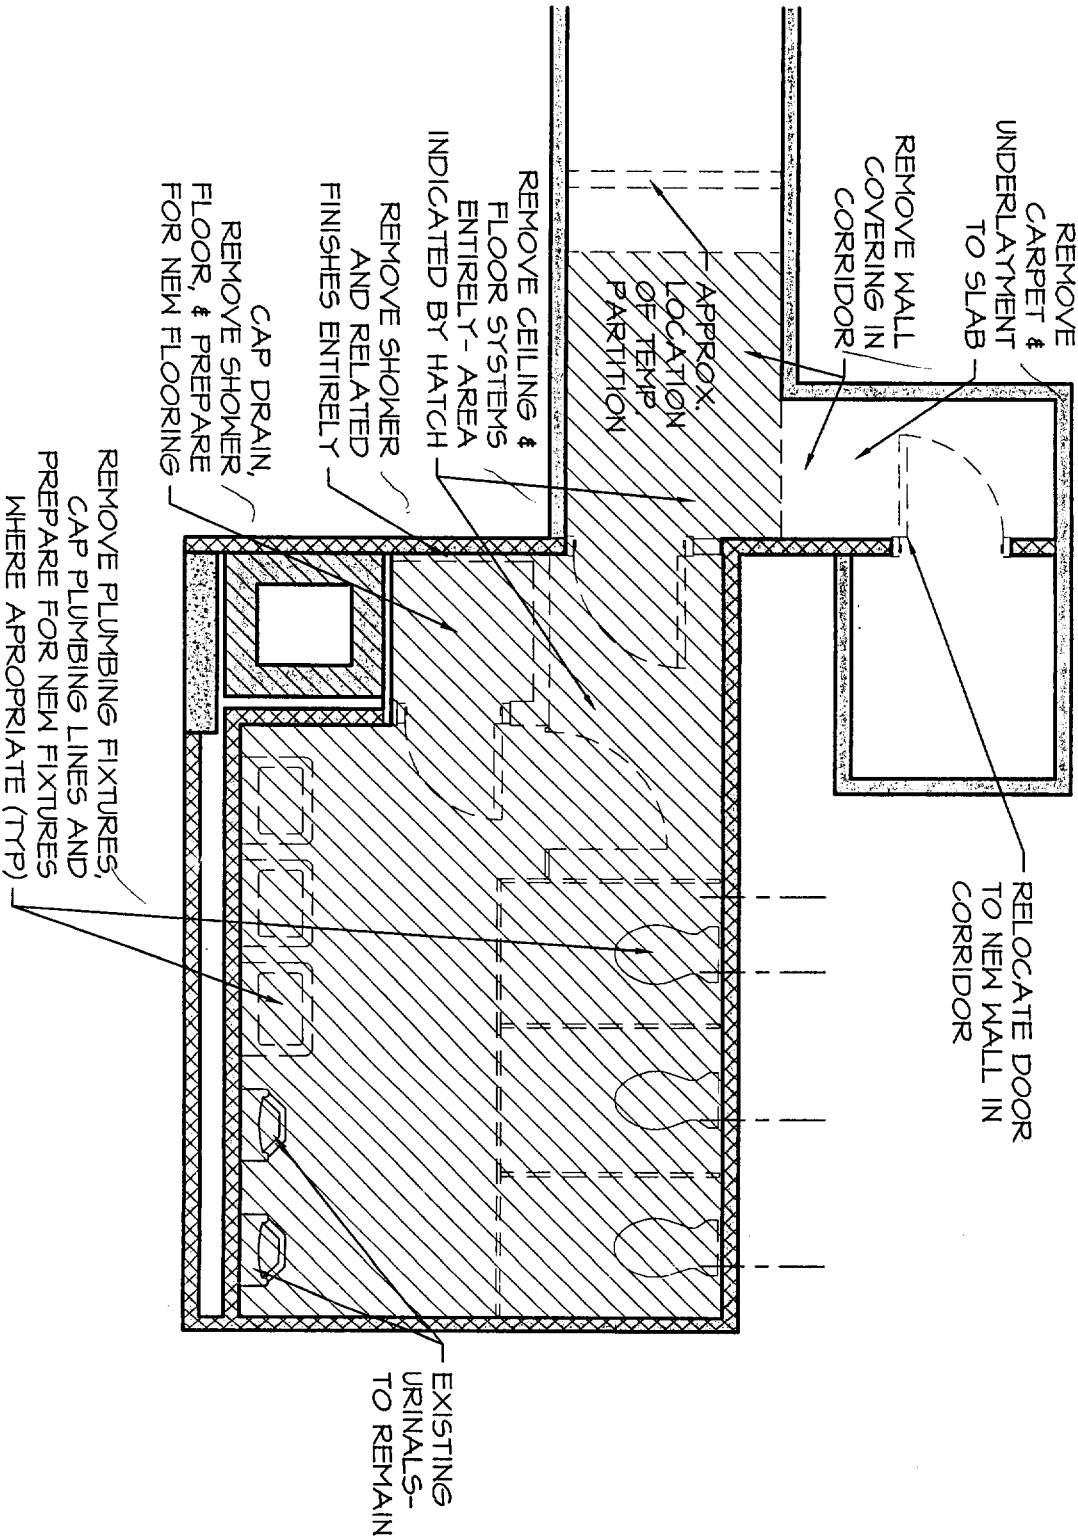 REMOVE
CARPET &
UNDERLAYMENT
TO SLAB
REMOVE WALL
COVERING IN
CORRIDOR
APPROX.
LOCATION
OF TEMP.
PARTITION
REMOVE CEILING &
FLOOR SYSTEMS
ENTIRELY- AREA
INDICATED BY HATCH
REMOVE SHOWER
AND RELATED
FINISHES ENTIRELY
CAP DRAIN,
REMOVE SHOWER
FLOOR, & PREPARE
FOR NEW FLOORING
REMOVE PLUMBING FIXTURES,
CAP PLUMBING LINES AND
PREPARE FOR NEW FIXTURES
WHERE APROPRIATE (TYP)
RELOCATE DOOR
TO NEW WALL IN
CORRIDOR
EXISTING
URINALS-
TO REMAIN